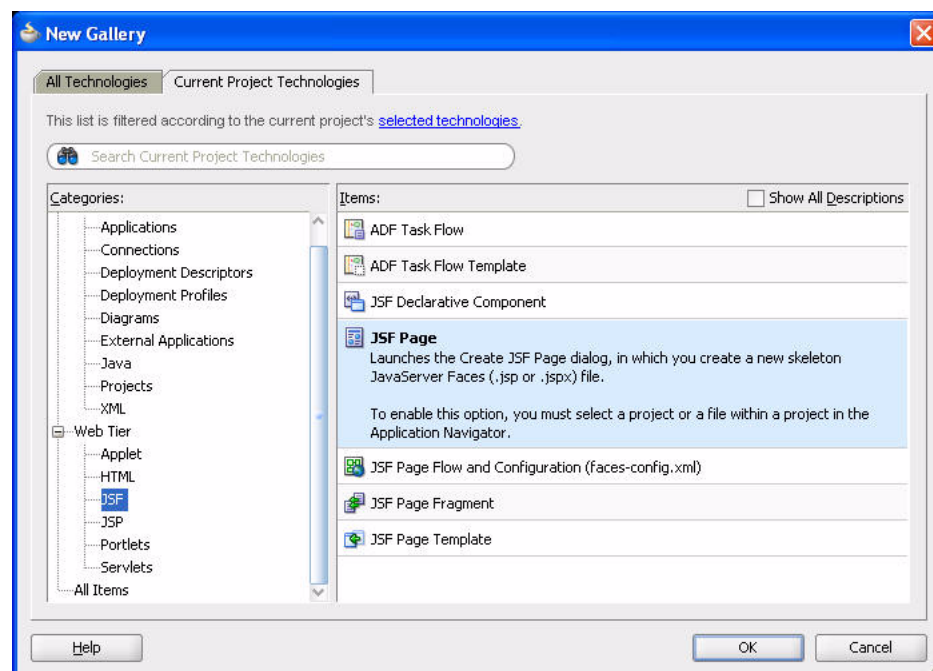 New Gallery
All Technologies
Current Project Technologies
This list is filtered according to the current project's selected technologies.
Search Current Project Technologies
Categories:
Applications
Connections
Deployment Descriptors
Deployment Profiles
Diagrams
External Applications
Java
Projects
XML
Web Tier
Applet
HTML
JSF
JSP
Portlets
Servlets
All Items
Items:
Show All Descriptions
ADF Task Flow
ADF Task Flow Template
JSF Declarative Component
JSF Page
Launches the Create JSF Page dialog, in which you create a new skeleton
JavaServer Faces (.jsp or .jspx) file.
To enable this option, you must select a project or a file within a project in the
Application Navigator.
JSF Page Flow and Configuration (faces-config.xml)
JSF Page Fragment
JSF Page Template
Help
OK
Cancel